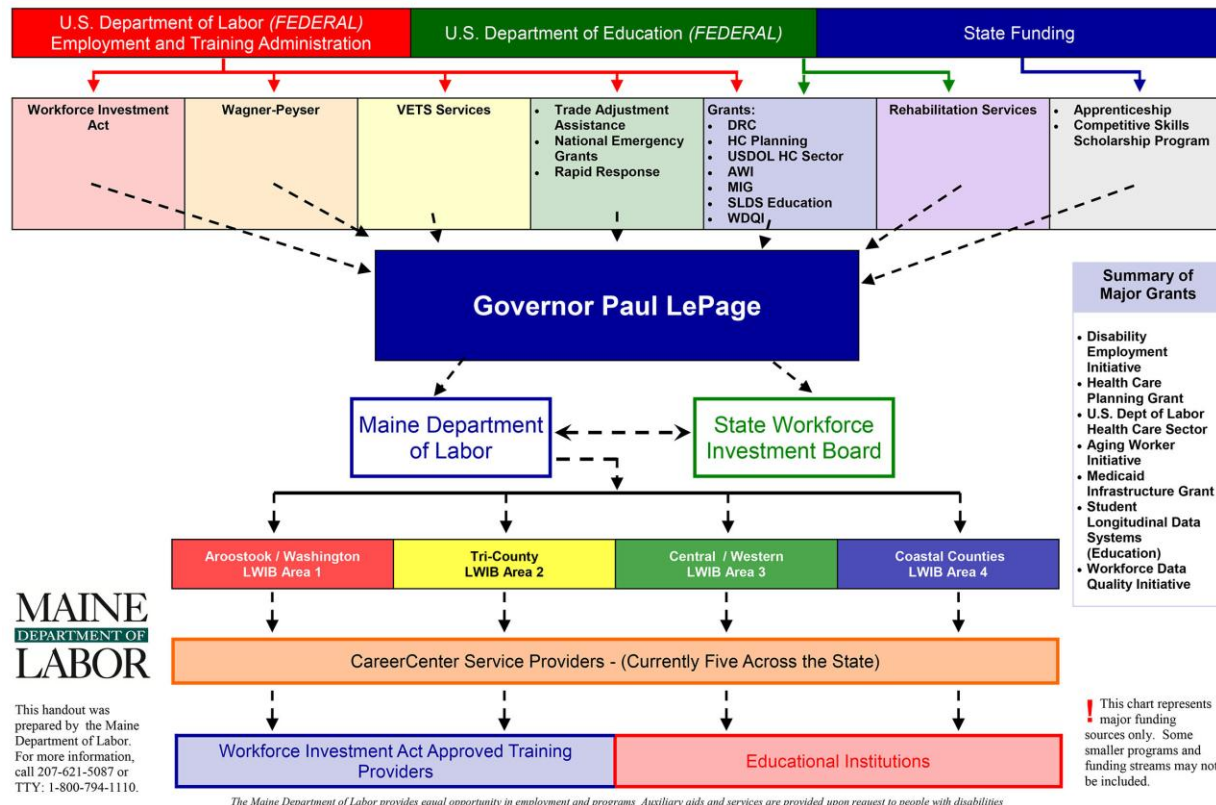 U.S. Department of Labor (FEDERAL)
Employment and Training Administration
U.S. Department of Education (FEDERAL)
State Funding
Workforce Investment
Act
Wagner-Peyser
VETS Services
• Trade Adjustment
Assistance
• National Emergency
Grants
• Rapid Response
Grants:
• DRC
• HC Planning
• USDOL HC Sector
• AWI
• MIG
• SLDS Education
• WDQI
Rehabilitation Services
• Apprenticeship
• Competitive Skills
Scholarship Program
Governor Paul LePage
Summary of
Major Grants
• Disability
Employment
Initiative
• Health Care
Planning Grant
• U.S. Dept of Labor
Health Care Sector
• Aging Worker
Initiative
• Medicaid
Infrastructure Grant
• Student
Longitudinal Data
Systems
(Education)
• Workforce Data
Quality Initiative
Maine Department
of Labor
State Workforce
Investment Board
Aroostook / Washington
LWIB Area 1
Tri-County
LWIB Area 2
Central / Western
LWIB Area 3
Coastal Counties
LWIB Area 4
MAINE
DEPARTMENT OF
LABOR
CareerCenter Service Providers - (Currently Five Across the State)
This handout was
prepared by the Maine
Department of Labor.
For more information,
call 207-621-5087 or
TTY: 1-800-794-1110.
Workforce Investment Act Approved Training
Providers
Educational Institutions
! This chart represents
major funding
sources only. Some
smaller programs and
funding streams may not
be included.
The Maine Department of Labor provides equal opportunity in employment and programs Auxiliary aids and services are provided upon request to people with disabilities